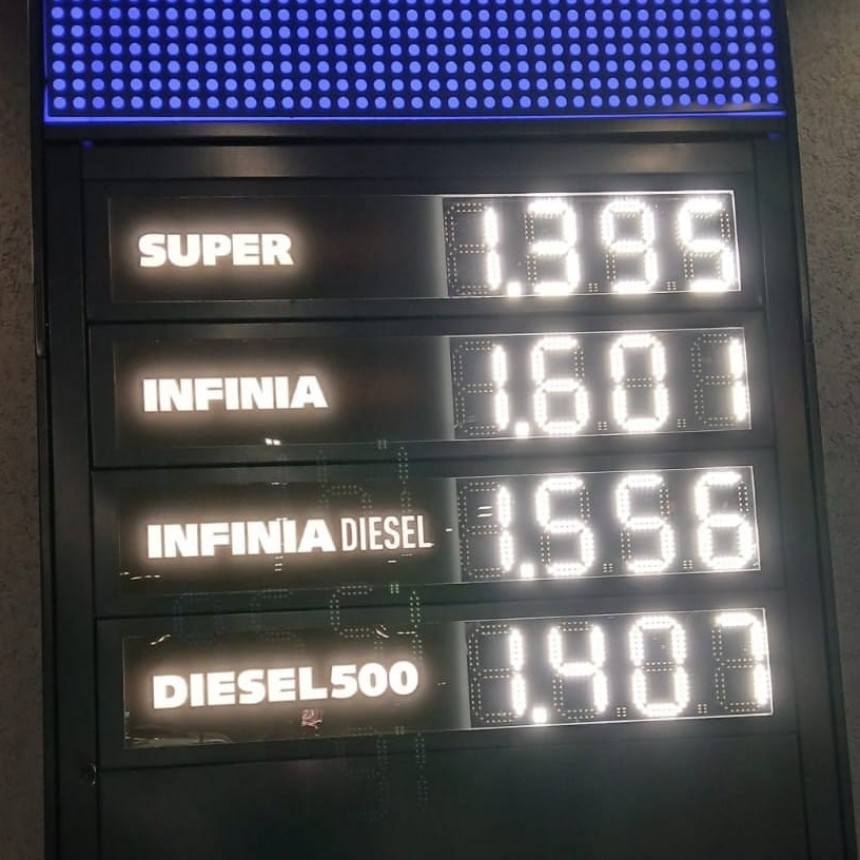 SUPER 1.395
INFINIA 1.601
INFINIA DIESEL 1.556
DIESEL500 1.407